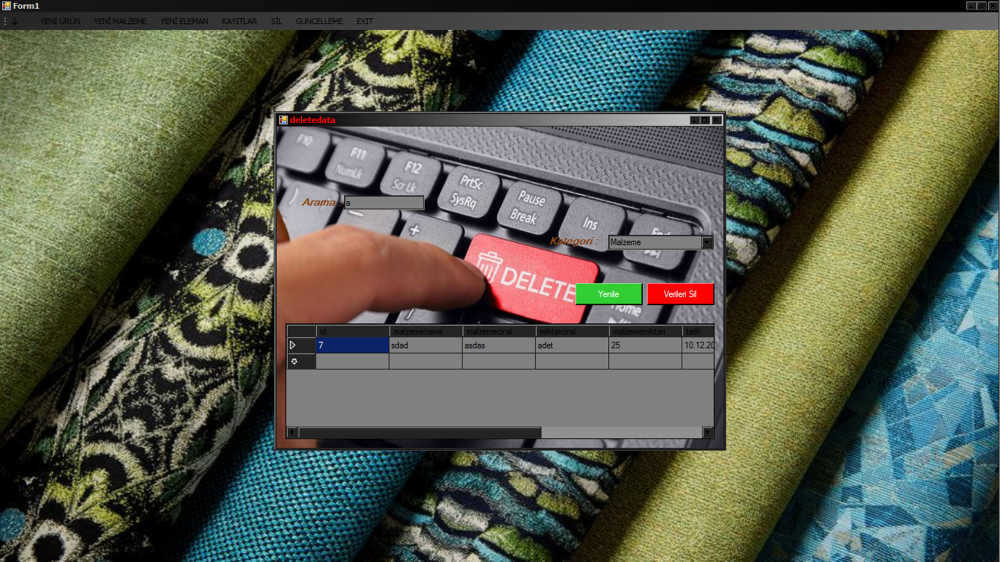 Form1
YENİ ÜRÜN YENİ MALZEME YENİ ELEMAN KAYITLAR SİL GUNCELLEME EXIT
deletedata
F10
F11
NumLk
F12
Scr Lk
PrtSc
SysRq
Pause
Break
Ins
End
Arama : a
Kategori : Malzeme
DELETE
Home
Yenile Verileri Sil
id malzemename malzemecinsi miktarcinsi malzememiktari tarih
7 sdad asdas adet 25 10.12.20